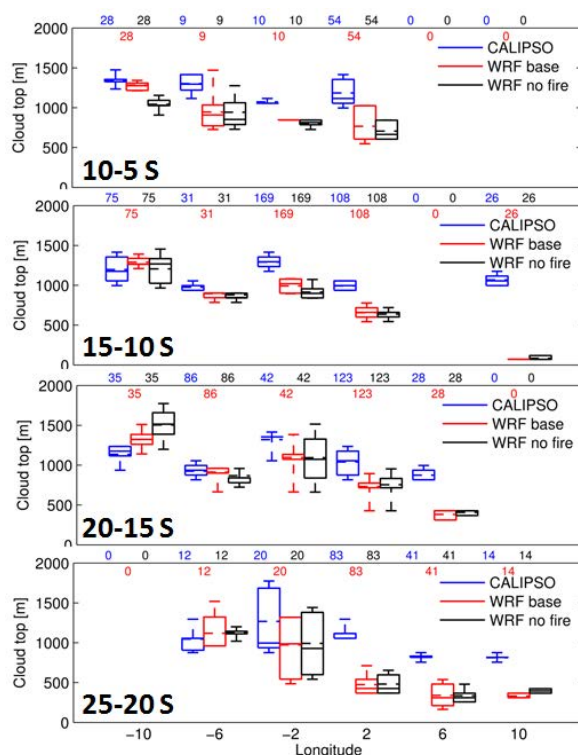 28 28 9 9 10 10 54 54 0 0 0 0
28 9 10 54 0 0
2000
CALIPSO
1500
WRF base
WRF no fire
1000
500
0
Cloud top [m]
10-5 S
75 75 31 31 169 169 108 108 0 0 26 26
2000
75 31 169 108 0 26
CALIPSO
1500
WRF base
WRF no fire
1000
500
0
Cloud top [m]
15-10 S
35 35 86 86 42 42 123 123 28 28 0 0
2000
35 86 42 123 28 0
CALIPSO
1500
WRF base
WRF no fire
1000
500
0
Cloud top [m]
20-15 S
0 0 12 12 20 20 83 83 41 41 14 14
2000
0 12 20 83 41 14
CALIPSO
1500
WRF base
WRF no fire
1000
500
0
Cloud top [m]
25-20 S
-10 -6 -2 2 6 10
Longitude